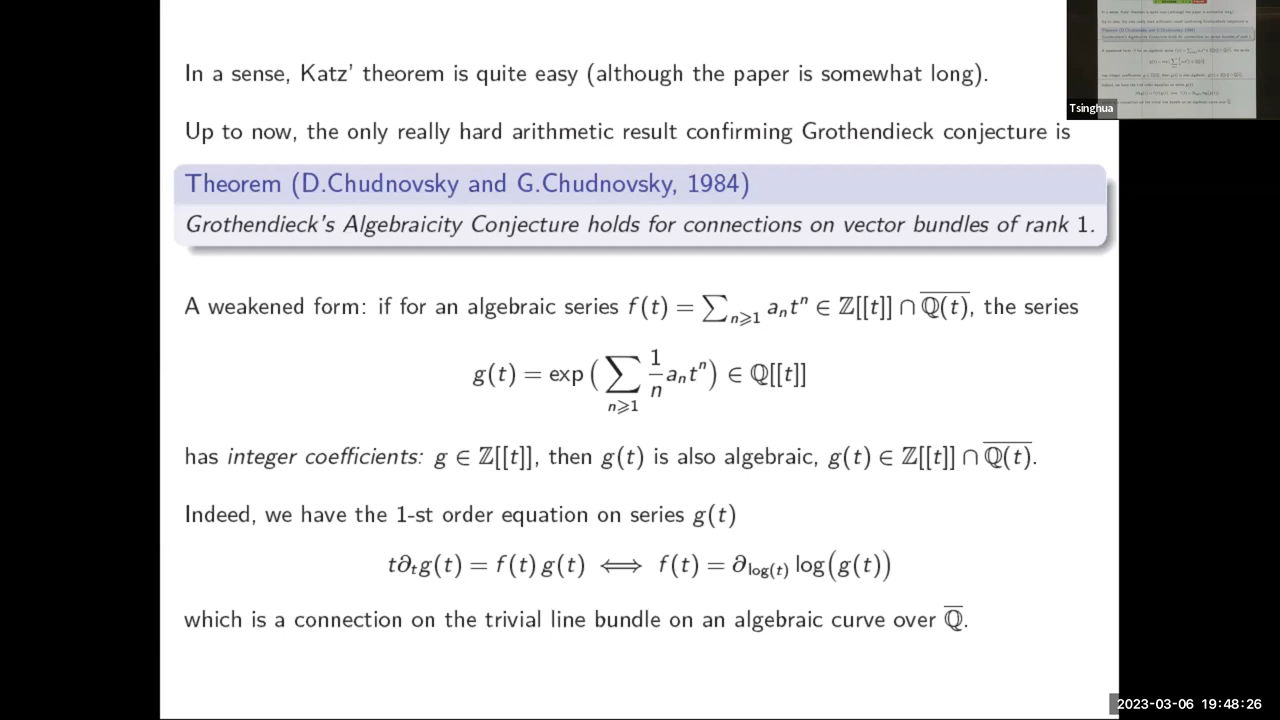 In a sense, Katz' theorem is quite easy (although the paper is somewhat long).
Up to now, the only really hard arithmetic result confirming Grothendieck conjecture is
Theorem (D.Chudnovsky and G.Chudnovsky, 1984)
Grothendieck's Algebraicity Conjecture holds for connections on vector bundles of rank 1.
A weakened form: if for an algebraic series f(t) = ∑_{n⩾1} a_n t^n ∈ ℤ[[t]] ∩ \overline{ℚ(t)}, the series
g(t) = exp ( ∑_{n⩾1} \frac{1}{n} a_n t^n ) ∈ ℚ[[t]]
has integer coefficients: g ∈ ℤ[[t]], then g(t) is also algebraic, g(t) ∈ ℤ[[t]] ∩ \overline{ℚ(t)}.
Indeed, we have the 1-st order equation on series g(t)
t∂_t g(t) = f(t) g(t) ⟺ f(t) = ∂_{log(t)} log(g(t))
which is a connection on the trivial line bundle on an algebraic curve over \overline{ℚ}.
Tsinghua
2023-03-06 19:48:26